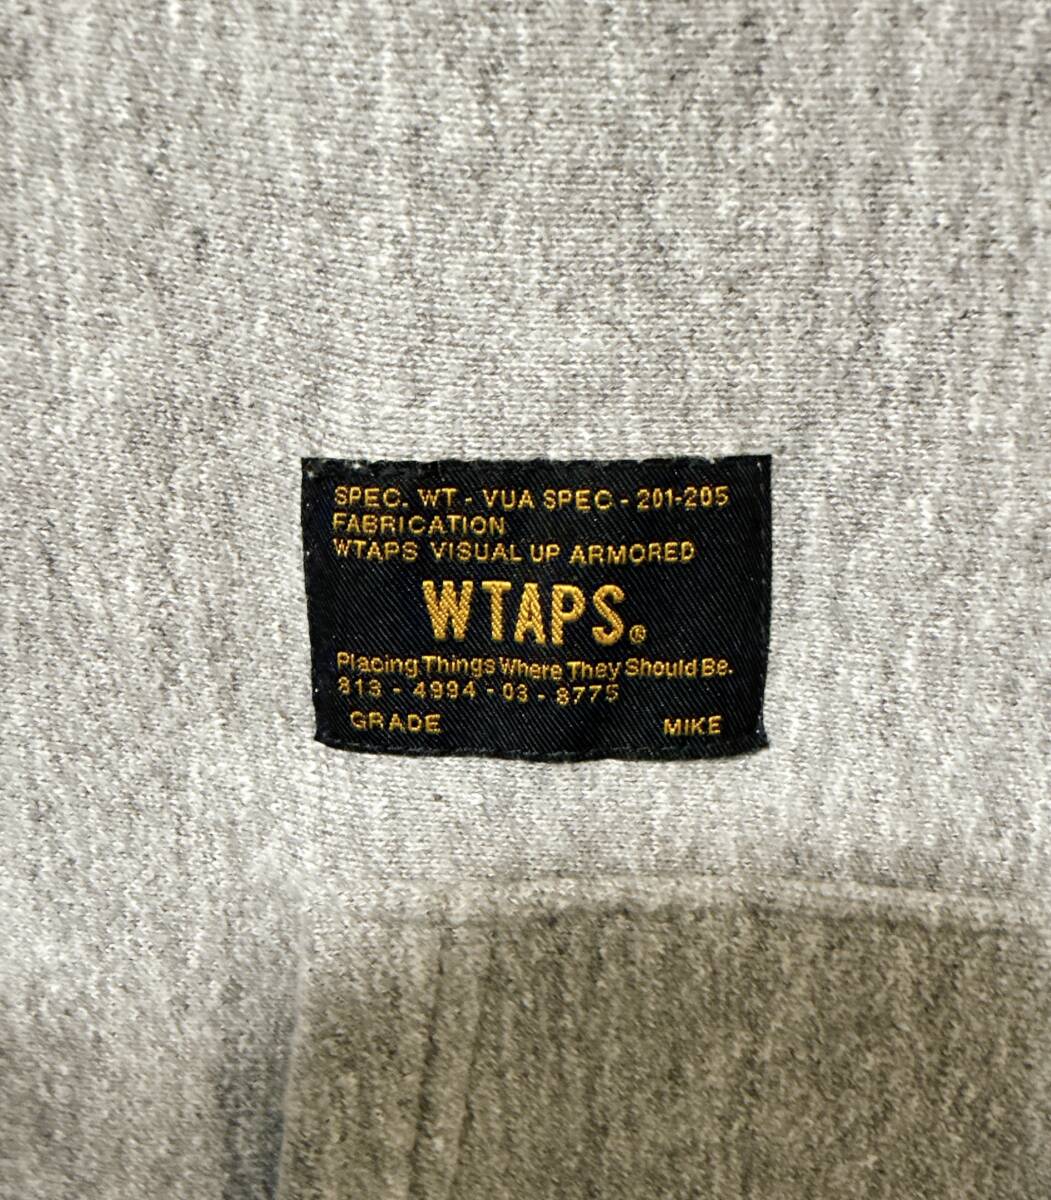 SPEC. WT - VUA SPEC - 201-205
FABRICATION
WTAPS VISUAL UP ARMORED
WTAPS.®
Placing Things Where They Should Be.
813 - 4994 - 03 - 8775
GRADE MIKE